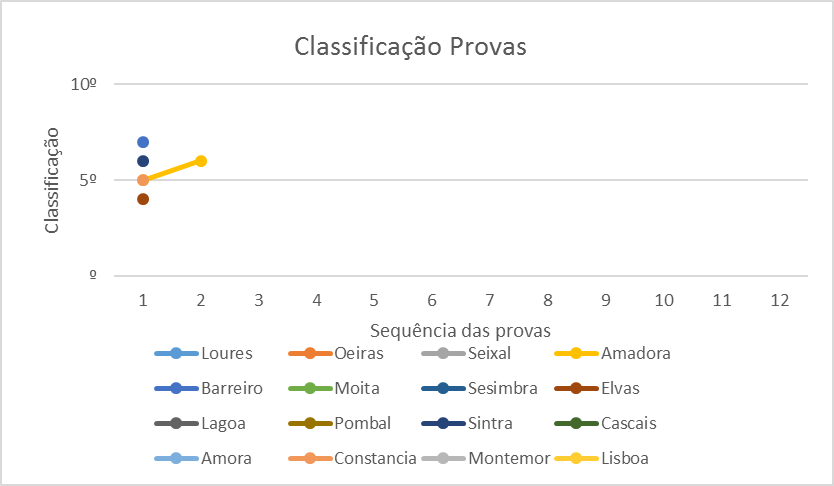 Classificação Provas
10º
5º
º
Classificação
1 2 3 4 5 6 7 8 9 10 11 12
Sequência das provas
Loures Oeiras Seixal Amadora
Barreiro Moita Sesimbra Elvas
Lagoa Pombal Sintra Cascais
Amora Constancia Montemor Lisboa